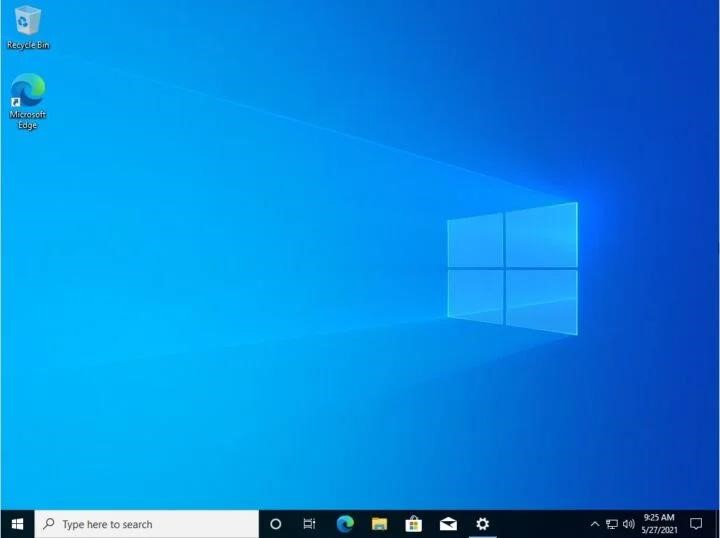 Recycle Bin
Microsoft
Edge
Type here to search
9:25 AM
5/27/2021